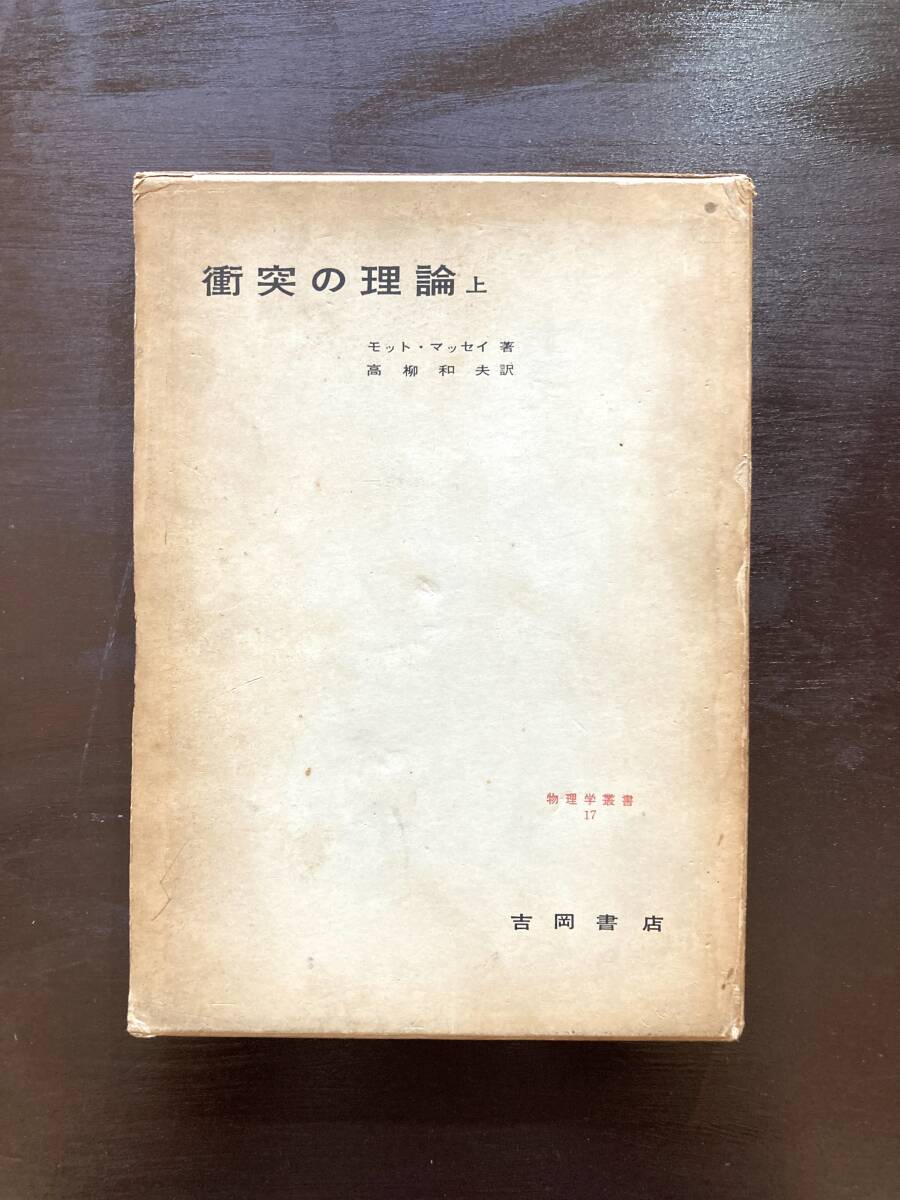 衝突の理論 上
モット・マッセイ 著
高柳和夫訳
物理学叢書
17
吉岡書店